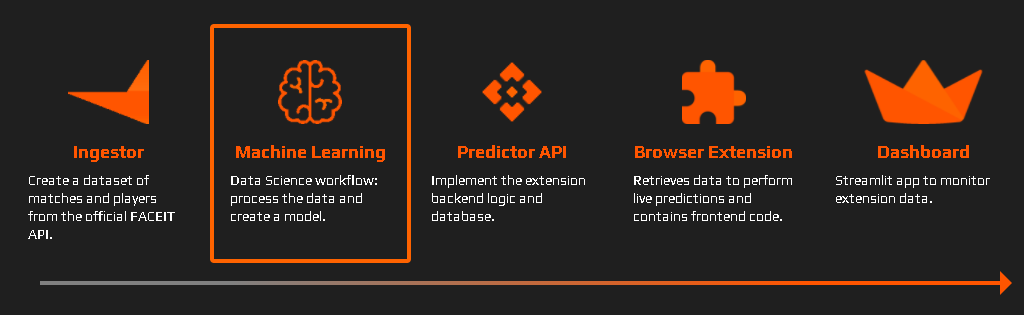 Ingestor
Create a dataset of
matches and players
from the official FACEIT
API.
Machine Learning
Data Science workflow:
process the data and
create a model.
Predictor API
Implement the extension
backend logic and
database.
Browser Extension
Retrieves data to perform
live predictions and
contains frontend code.
Dashboard
Streamlit app to monitor
extension data.